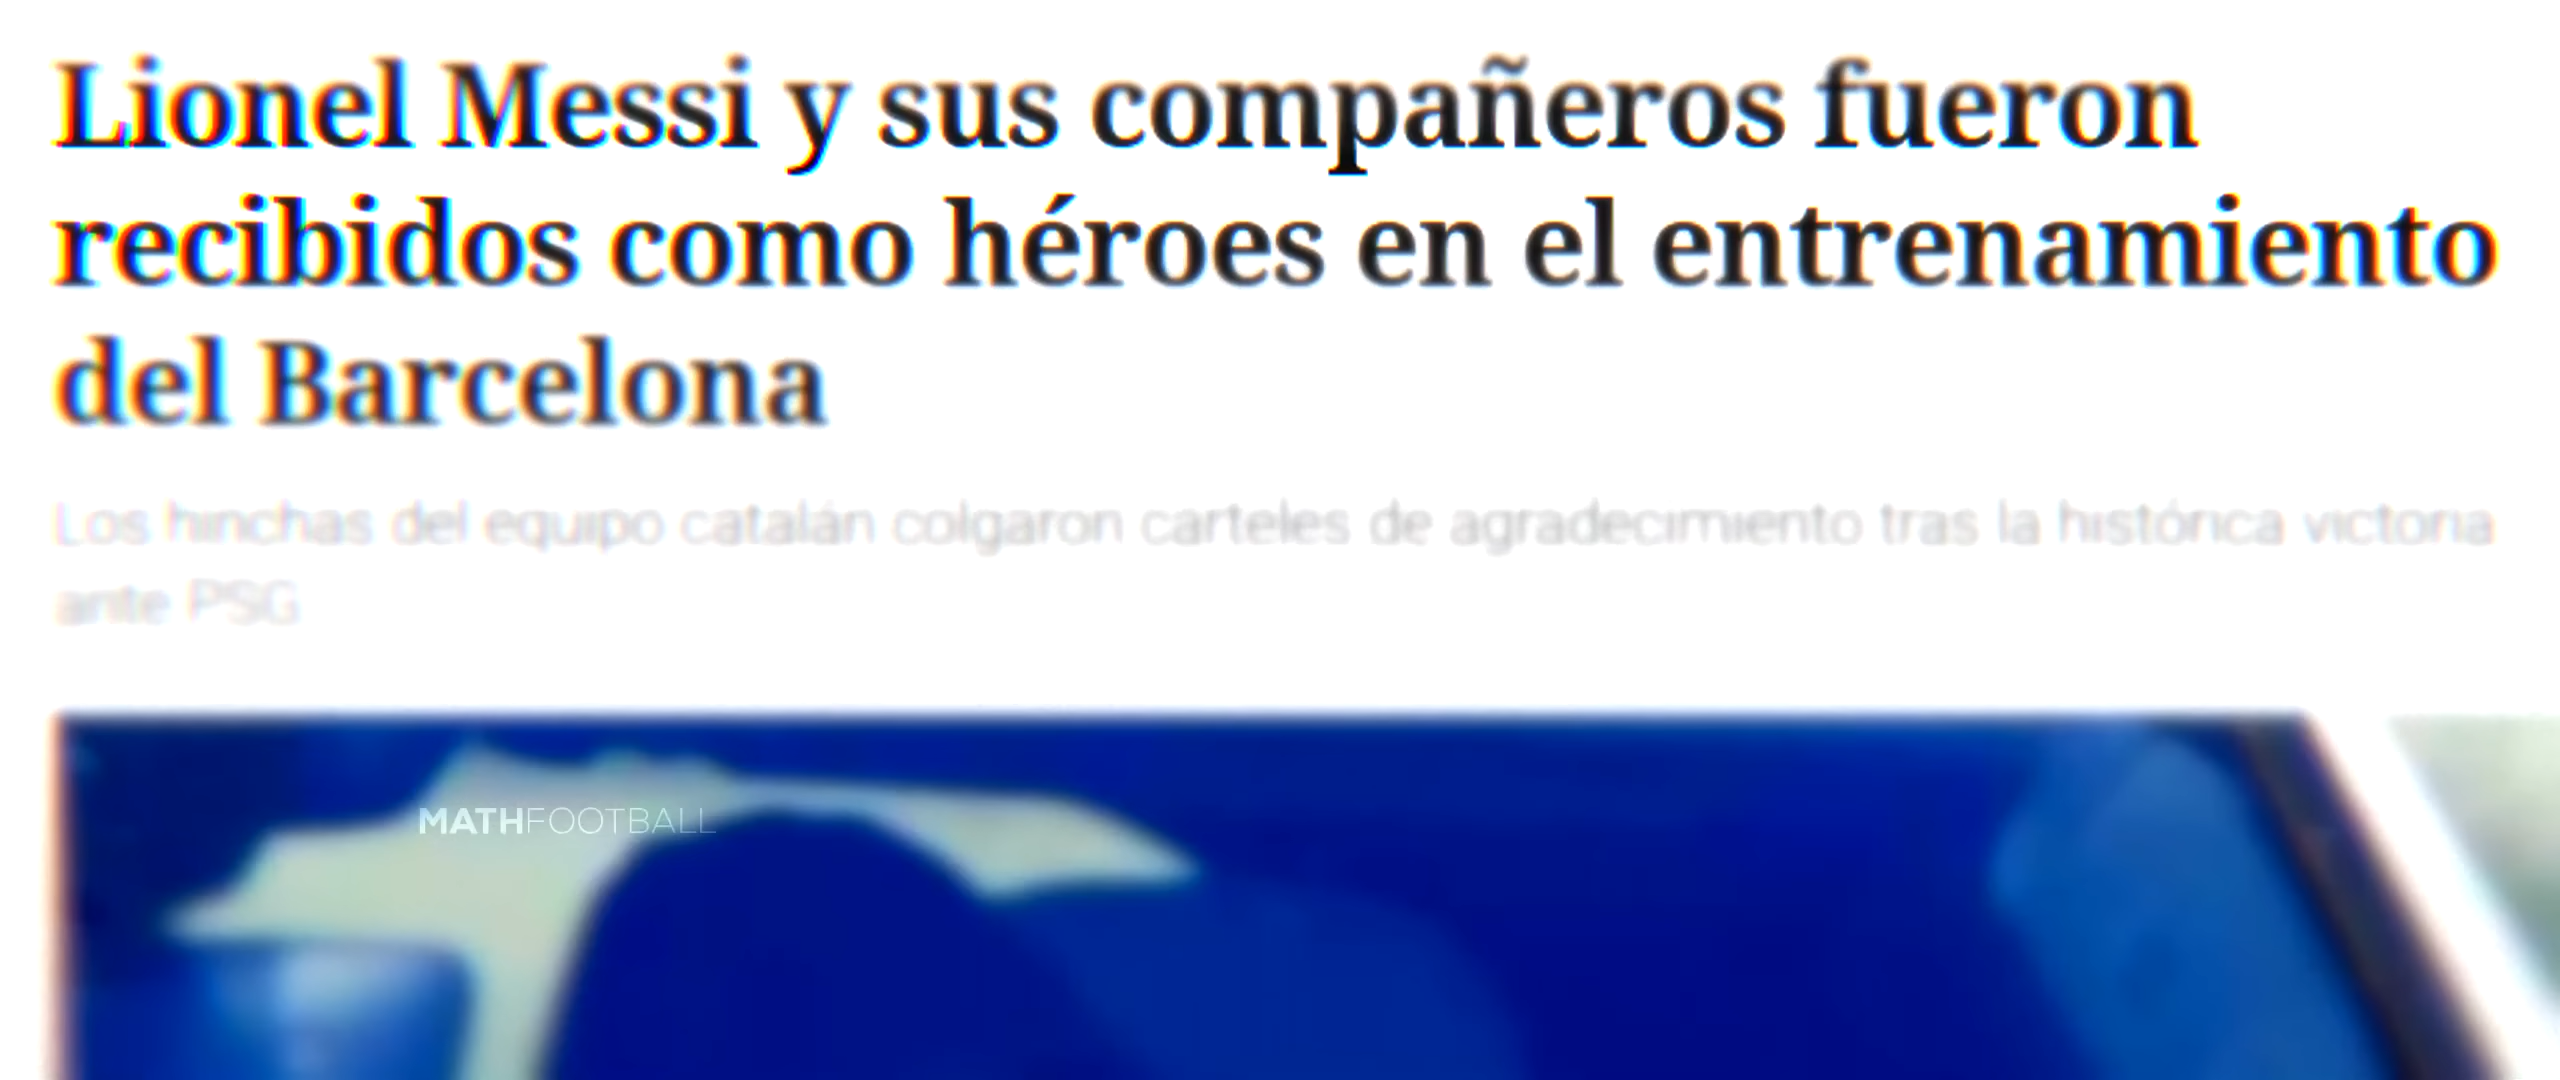 Lionel Messi y sus compañeros fueron
recibidos como héroes en el entrenamiento
del Barcelona
Los hinchas del equipo catalán colgaron carteles de agradecimiento tras la histórica victoria
ante PSG
MATHFOOTBALL